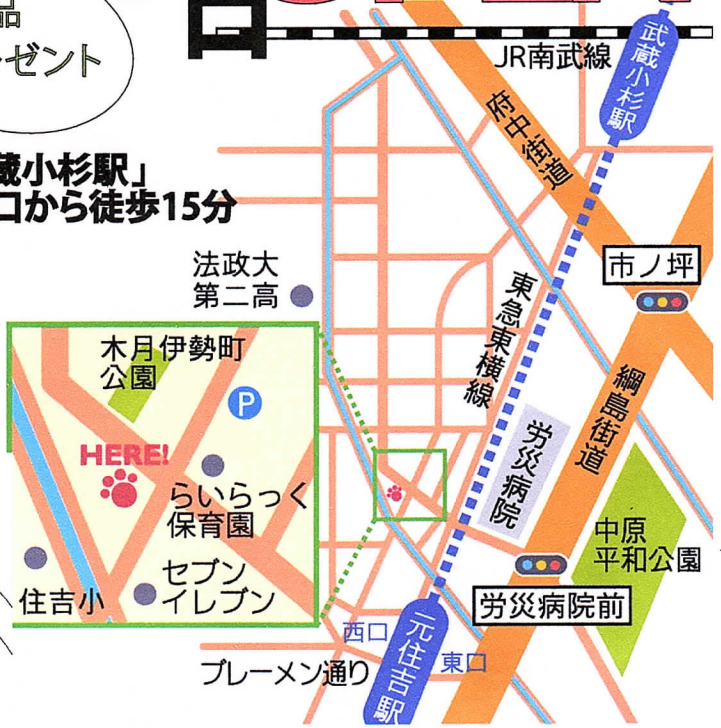 ゼント
JR南武線
武蔵小杉駅
府中街道
蔵小杉駅」
口から徒歩15分
法政大
第二高
市ノ坪
東急東横線
綱島街道
木月伊勢町
公園
P
HERE!
らいらっく
保育園
労災病院
中原
平和公園
住吉小
セブン
イレブン
労災病院前
西口
元住吉駅
東口
ブレーメン通り